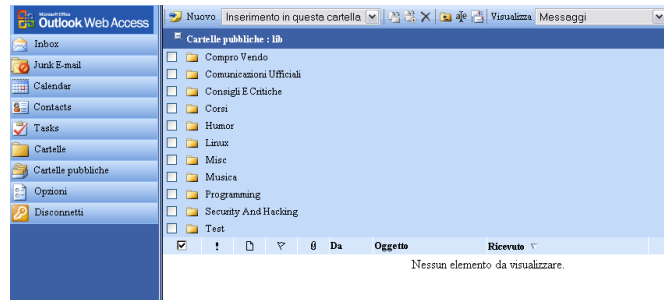 Microsoft Office
Outlook Web Access
Nuovo Inserimento in questa cartella Visualizza Messaggi
Cartelle pubbliche : lib
Inbox
Junk E-mail
Calendar
Contacts
Tasks
Cartelle
Cartelle pubbliche
Opzioni
Disconnetti
Compro Vendo
Comunicazioni Ufficiali
Consigli E Critiche
Corsi
Humor
Linux
Misc
Musica
Programming
Security And Hacking
Test
! Da Oggetto Ricevuto
Nessun elemento da visualizzare.